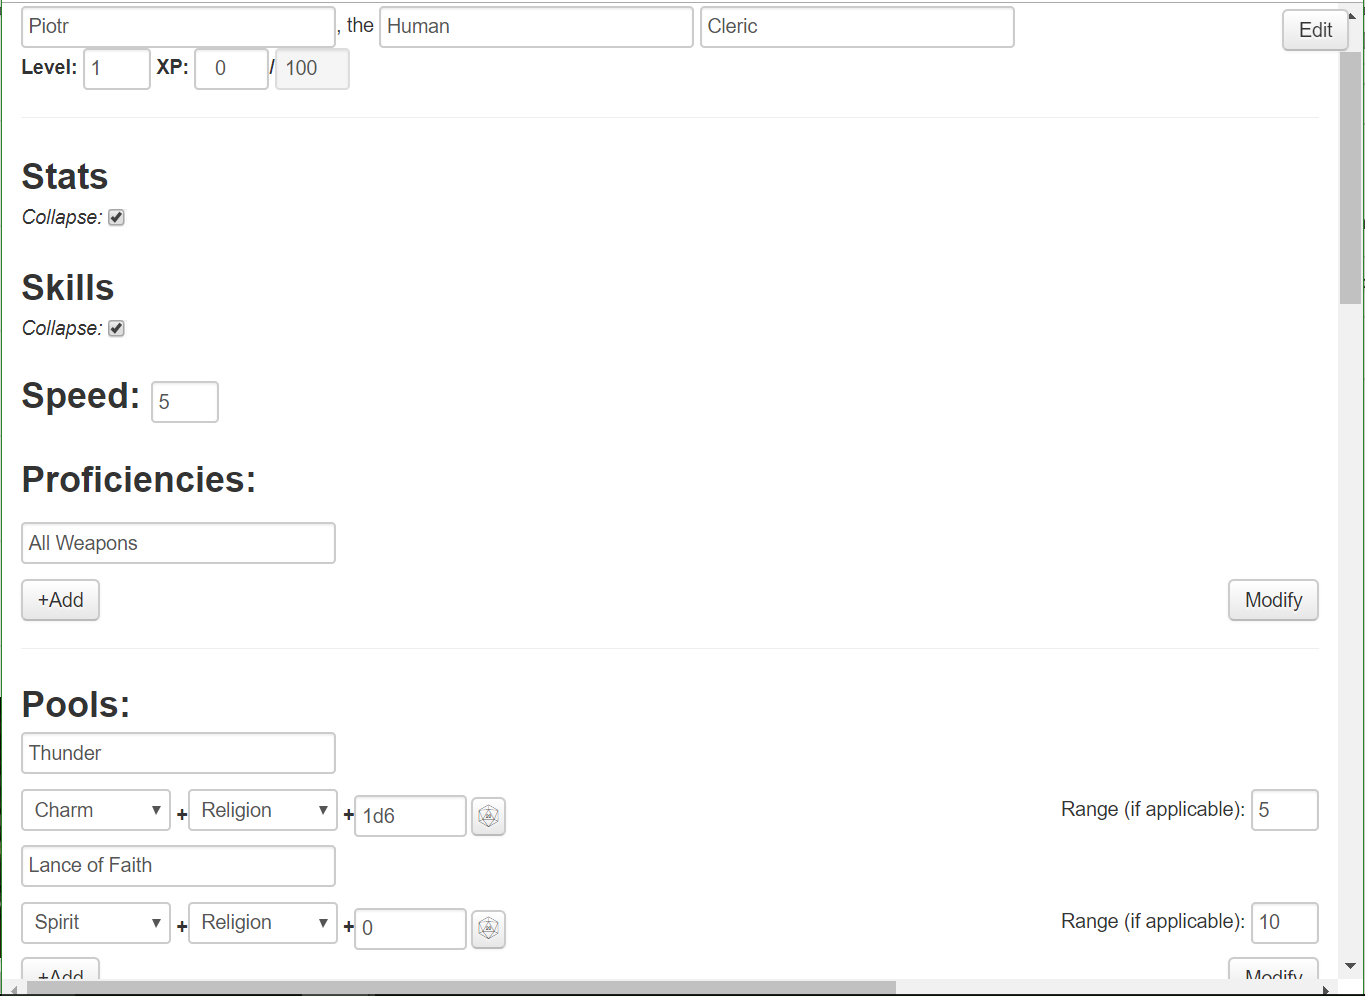 Piotr , the Human Cleric Edit
Level: 1 XP: 0 / 100
Stats
Collapse:
Skills
Collapse:
Speed: 5
Proficiencies:
All Weapons
+Add Modify
Pools:
Thunder
Charm + Religion + 1d6 Range (if applicable): 5
Lance of Faith
Spirit + Religion + 0 Range (if applicable): 10
+Add Modify